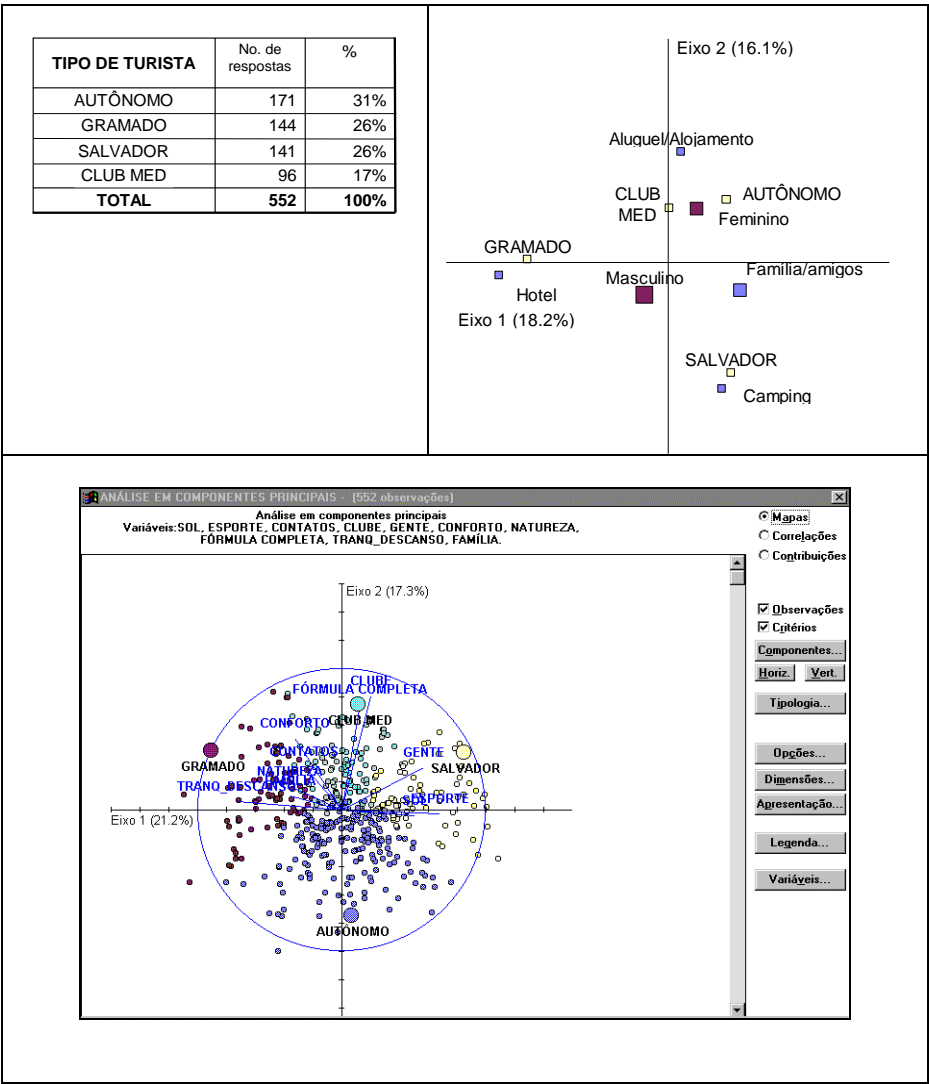 TIPO DE TURISTA No. de respostas %
AUTÔNOMO 171 31%
GRAMADO 144 26%
SALVADOR 141 26%
CLUB MED 96 17%
TOTAL 552 100%
Eixo 2 (16.1%)
Aluguel/Alojamento
CLUB
MED
AUTÔNOMO
Feminino
GRAMADO
Masculino
Família/amigos
Hotel
Eixo 1 (18.2%)
SALVADOR
Camping
ANÁLISE EM COMPONENTES PRINCIPAIS - (552 observações)
Análise em componentes principais
Variáveis:SOL, ESPORTE, CONTATOS, CLUBE, GENTE, CONFORTO, NATUREZA,
FÓRMULA COMPLETA, TRANQ_DESCANSO, FAMÍLIA.
Mapas
Correlações
Contribuições
Observações
Critérios
Componentes...
Horiz. Vert.
Tipologia...
Opções...
Dimensões...
Apresentação...
Legenda...
Variáveis...
Eixo 2 (17.3%)
CLUBE
FÓRMULA COMPLETA
CONFORTO
CLUB MED
CONTATOS
GENTE
GRAMADO
SALVADOR
NATUREZA
FAMÍLIA
TRANQ_DESCANSO
SOL
ESPORTE
Eixo 1 (21.2%)
AUTÔNOMO